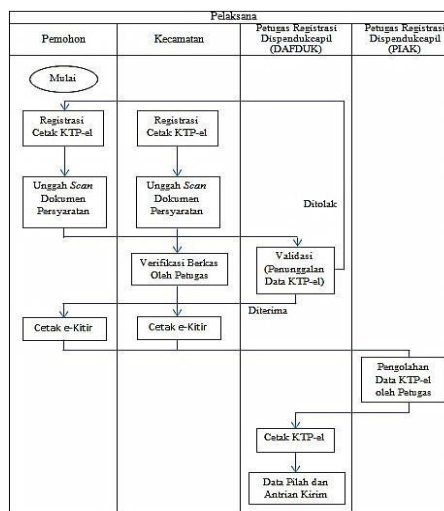 Pelaksana
Pemohon
Kecamatan
Petugas Registrasi
Dispendukcapil
(DAFDUK)
Petugas Registrasi
Dispendukcapil
(PIAK)
Mulai
Registrasi
Cetak KTP-el
Registrasi
Cetak KTP-el
Unggah Scan
Dokumen
Persyaratan
Unggah Scan
Dokumen
Persyaratan
Ditolak
Verifikasi Berkas
Oleh Petugas
Validasi
(Penunggalan
Data KTP-el)
Diterima
Cetak e-Kitir
Cetak e-Kitir
Pengolahan
Data KTP-el
oleh Petugas
Cetak KTP-el
Data Pilah dan
Antrian Kirim